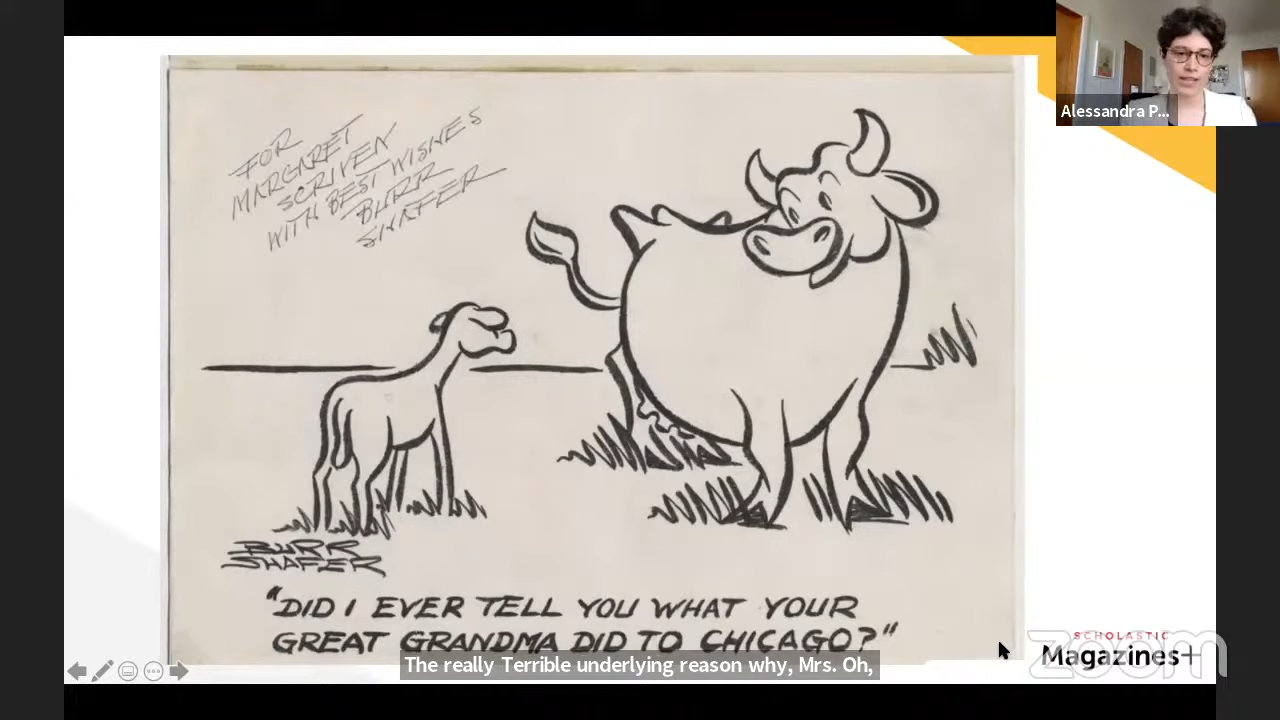 Alessandra P...
FOR
MARGARET
SCRIVEN
WITH BEST WISHES
BURR
SHAFER
BURR
SHAFER
"DID I EVER TELL YOU WHAT YOUR
GREAT GRANDMA DID TO CHICAGO?"
The really Terrible underlying reason why, Mrs. Oh,
SCHOLASTIC
Magazines+
zoom